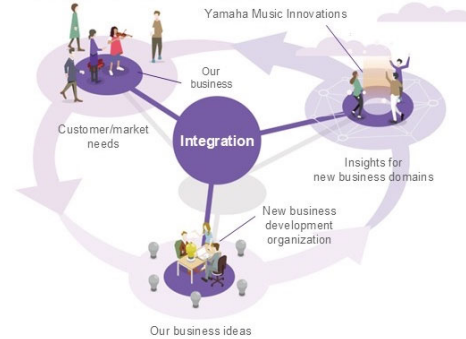 Yamaha Music Innovations
Our
business
Customer/market
needs
Integration
Insights for
new business domains
New business
development
organization
Our business ideas